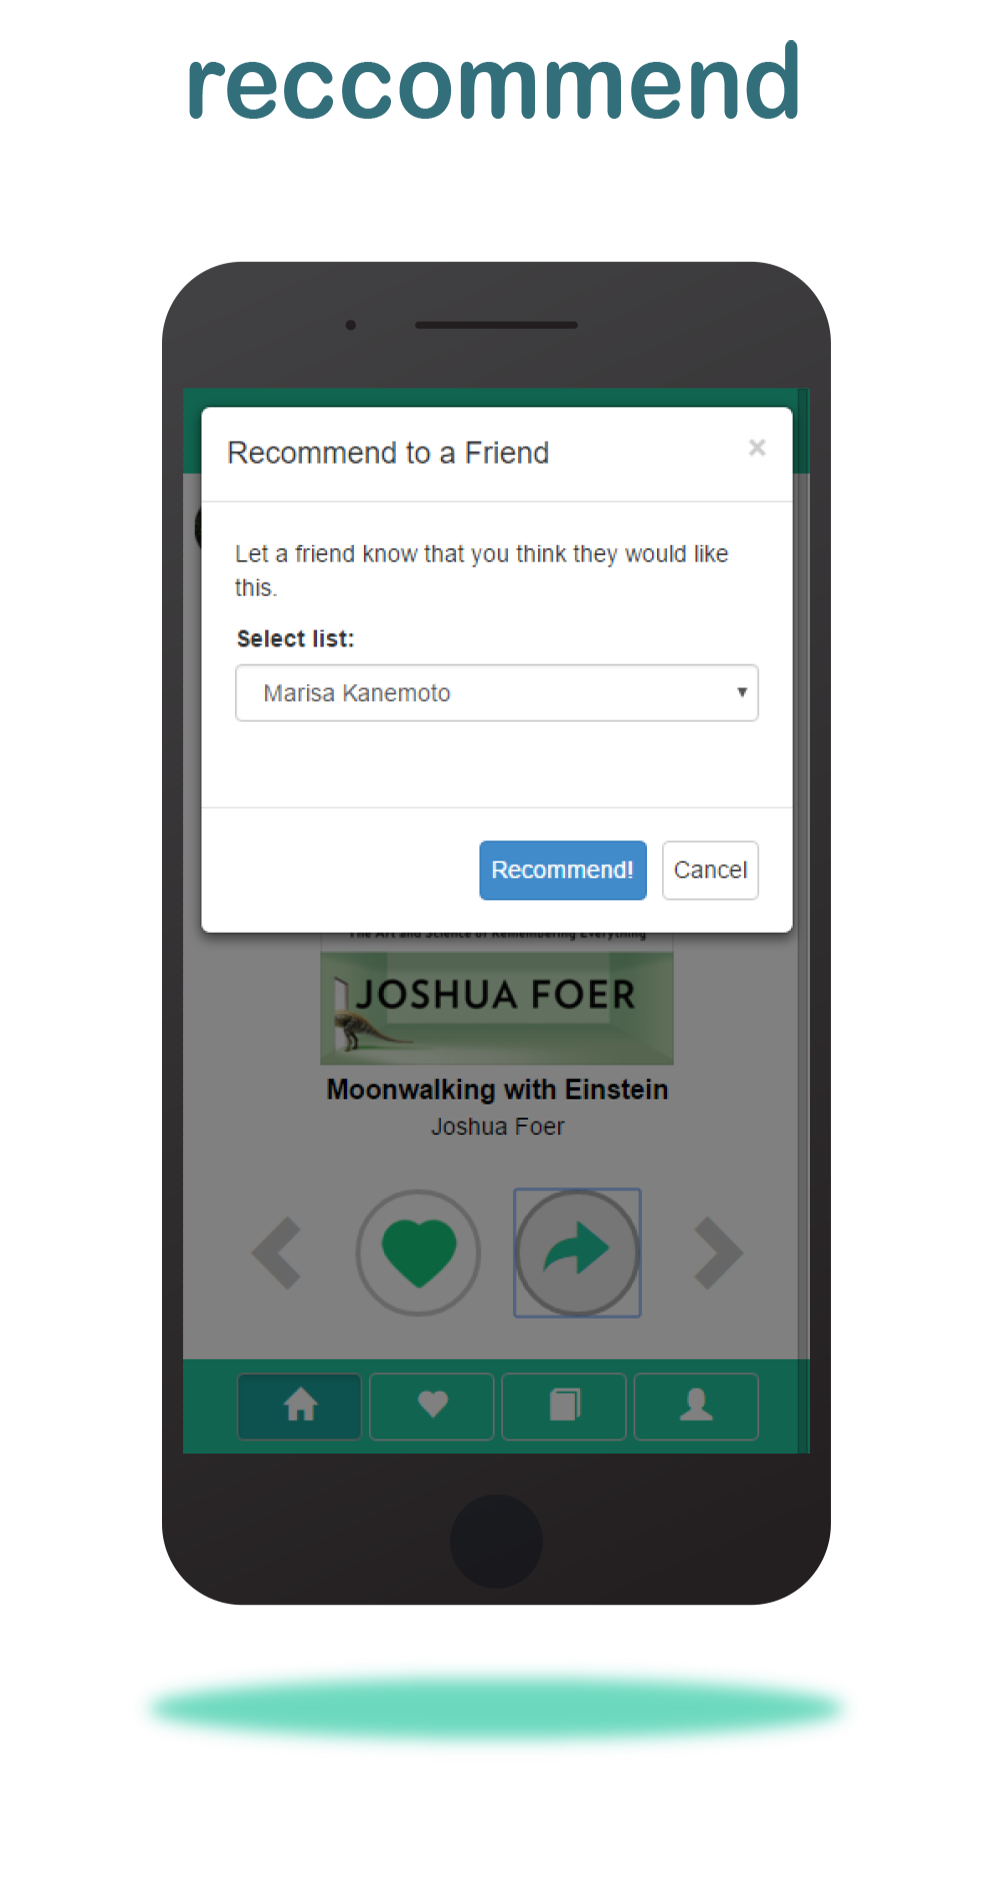 reccommend
Recommend to a Friend
×
Let a friend know that you think they would like
this.
Select list:
Marisa Kanemoto
Recommend!
Cancel
The Art and Science of Remembering Everything
JOSHUA FOER
Moonwalking with Einstein
Joshua Foer